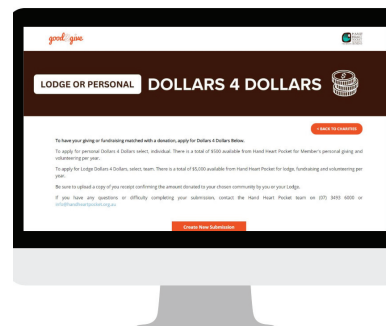 good2give
LODGE OR PERSONAL DOLLARS 4 DOLLARS
< BACK TO CHARITIES
To have your giving or fundraising matched with a donation, apply for Dollars 4 Dollars Below.
To apply for personal Dollars 4 Dollars select, individual. There is a total of $500 available from Hand Heart Pocket for Member's personal giving and
volunteering per year.
To apply for Lodge Dollars 4 Dollars, select, team. There is a total of $5,000 available from Hand Heart Pocket for lodge, fundraising and volunteering per
year.
Be sure to upload a copy of you receipt confirming the amount donated to your chosen community by you or your Lodge.
If you have any questions or difficulty completing your submission, contact the Hand Heart Pocket team on (07) 3493 6000 or
info@handheartpocket.org.au
Create New Submission